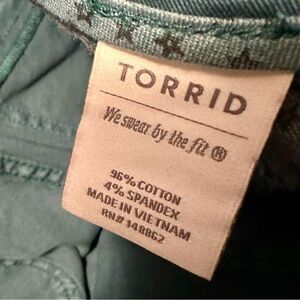 TORRID
We swear by the fit ®
96% COTTON
4% SPANDEX
MADE IN VIETNAM
RN# 148862